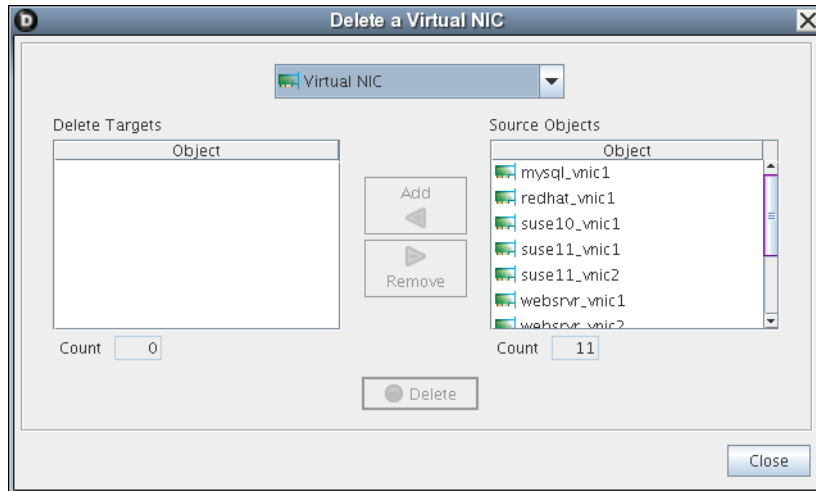 Delete a Virtual NIC
Virtual NIC
Delete Targets
Object
Count 0
Add
Remove
Source Objects
Object
mysql_vnic1
redhat_vnic1
suse10_vnic1
suse11_vnic1
suse11_vnic2
websrvr_vnic1
websrvr_vnic2
Count 11
Delete
Close